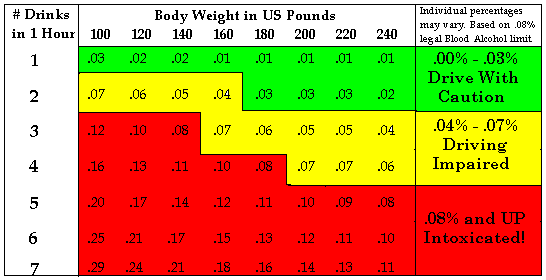 # Drinks
in 1 Hour
Body Weight in US Pounds
100 120 140 160 180 200 220 240
Individual percentages
may vary. Based on .08%
legal Blood Alcohol limit
1 .03 .02 .02 .01 .01 .01 .01 .01
2 .07 .06 .05 .04 .03 .03 .03 .02
3 .12 .10 .08 .07 .06 .05 .05 .04
4 .16 .13 .11 .10 .08 .07 .07 .06
5 .20 .17 .14 .12 .11 .10 .09 .08
6 .25 .21 .17 .15 .13 .12 .11 .10
7 .29 .24 .21 .18 .16 .14 .13 .11
.00% - .03%
Drive With
Caution
.04% - .07%
Driving
Impaired
.08% and UP
Intoxicated!